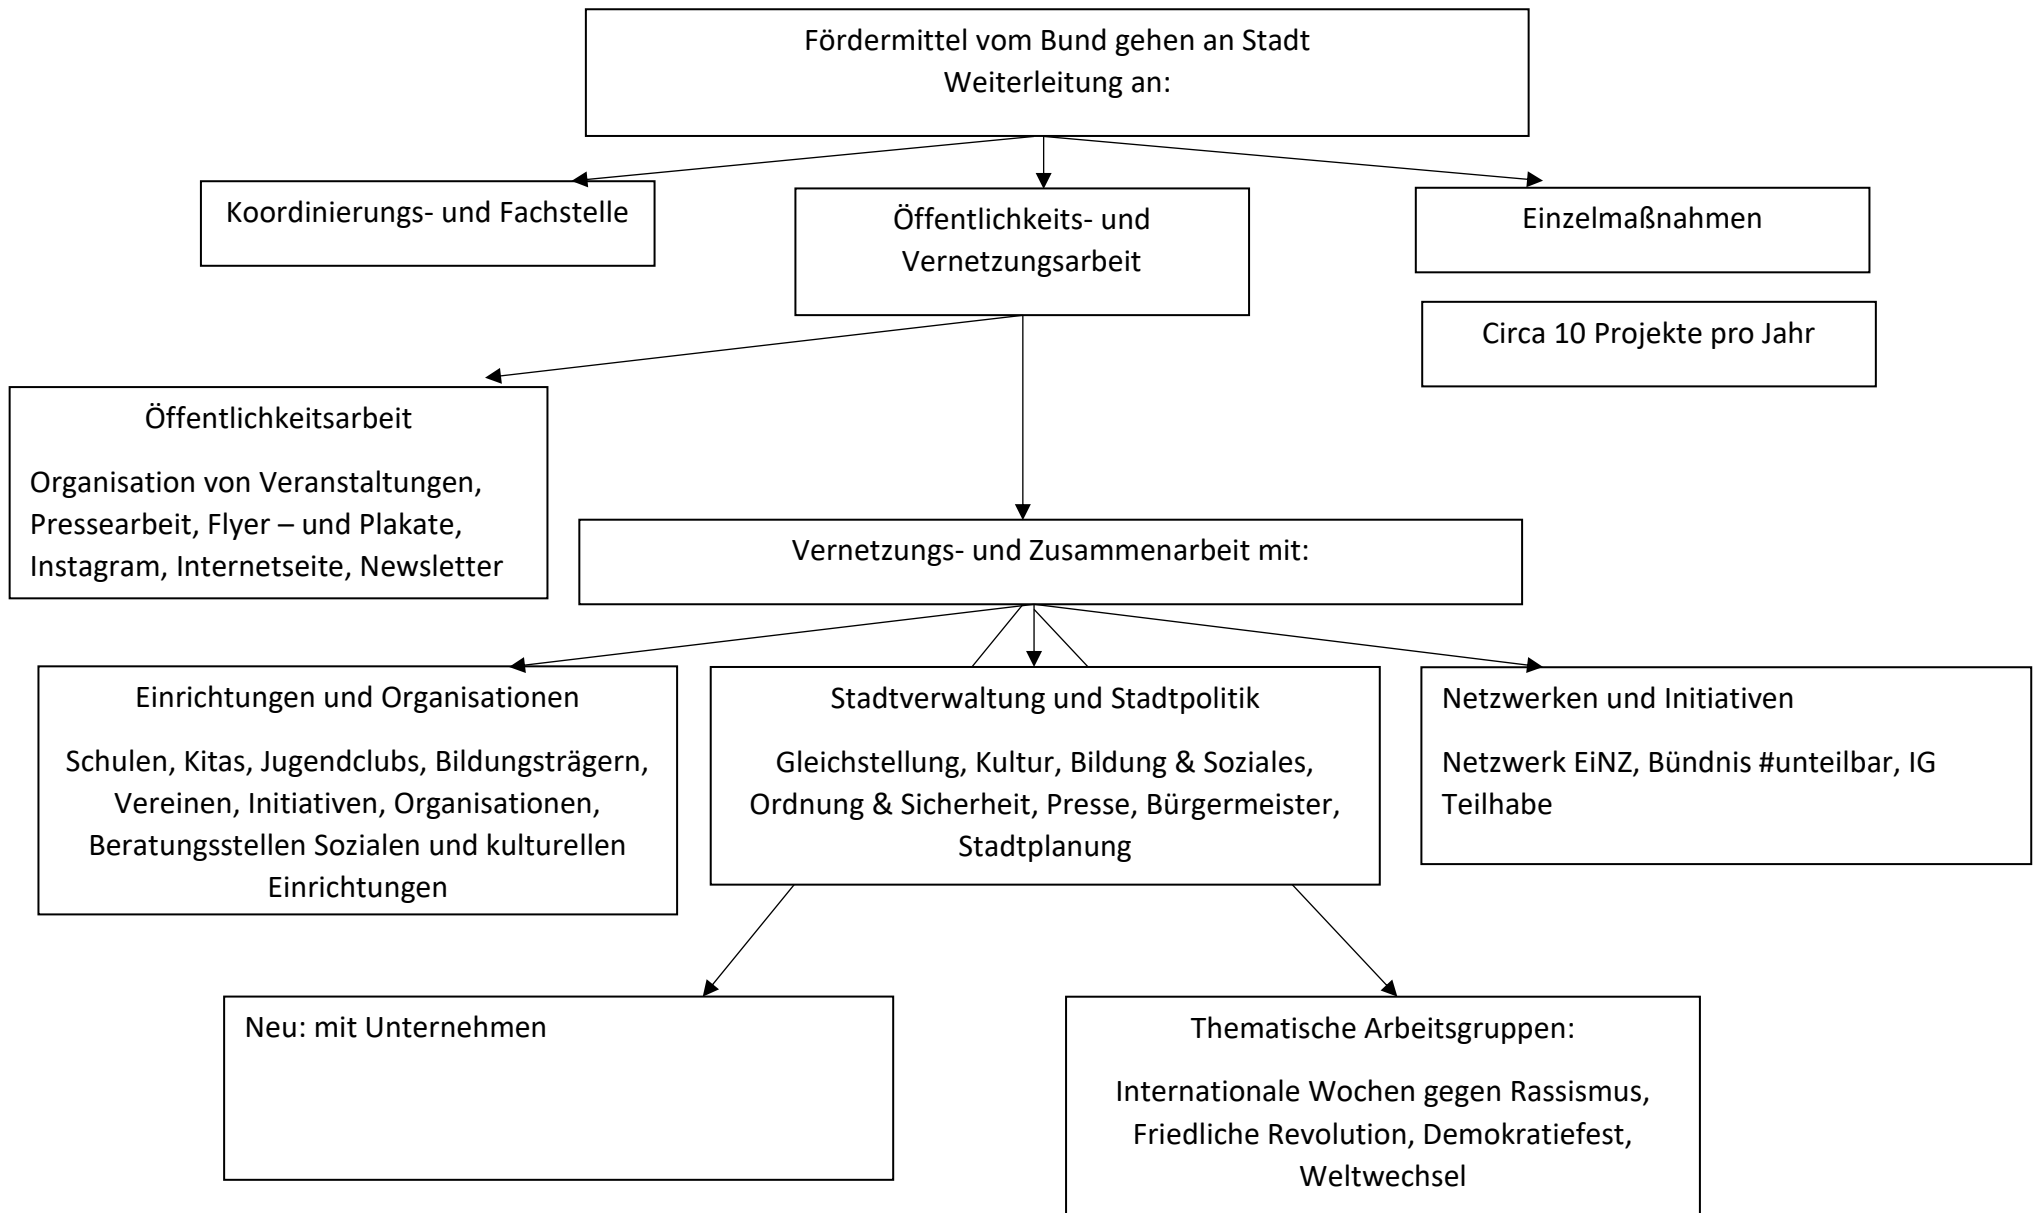 Fördermittel vom Bund gehen an Stadt
Weiterleitung an:
Koordinierungs- und Fachstelle
Öffentlichkeits- und
Vernetzungsarbeit
Einzelmaßnahmen
Circa 10 Projekte pro Jahr
Öffentlichkeitsarbeit
Organisation von Veranstaltungen,
Pressearbeit, Flyer – und Plakate,
Instagram, Internetseite, Newsletter
Vernetzungs- und Zusammenarbeit mit:
Einrichtungen und Organisationen
Schulen, Kitas, Jugendclubs, Bildungsträgern,
Vereinen, Initiativen, Organisationen,
Beratungsstellen Sozialen und kulturellen
Einrichtungen
Stadtverwaltung und Stadtpolitik
Gleichstellung, Kultur, Bildung & Soziales,
Ordnung & Sicherheit, Presse, Bürgermeister,
Stadtplanung
Netzwerken und Initiativen
Netzwerk EiNZ, Bündnis #unteilbar, IG
Teilhabe
Neu: mit Unternehmen
Thematische Arbeitsgruppen:
Internationale Wochen gegen Rassismus,
Friedliche Revolution, Demokratiefest,
Weltwechsel